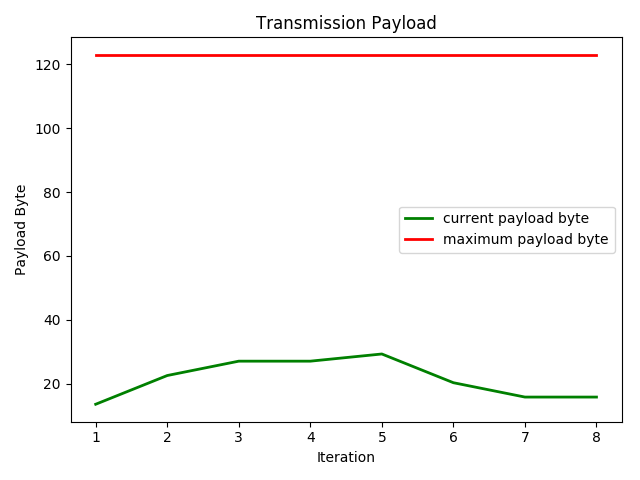 Transmission Payload
Payload Byte
120
100
80
60
40
20
current payload byte
maximum payload byte
1 2 3 4 5 6 7 8
Iteration